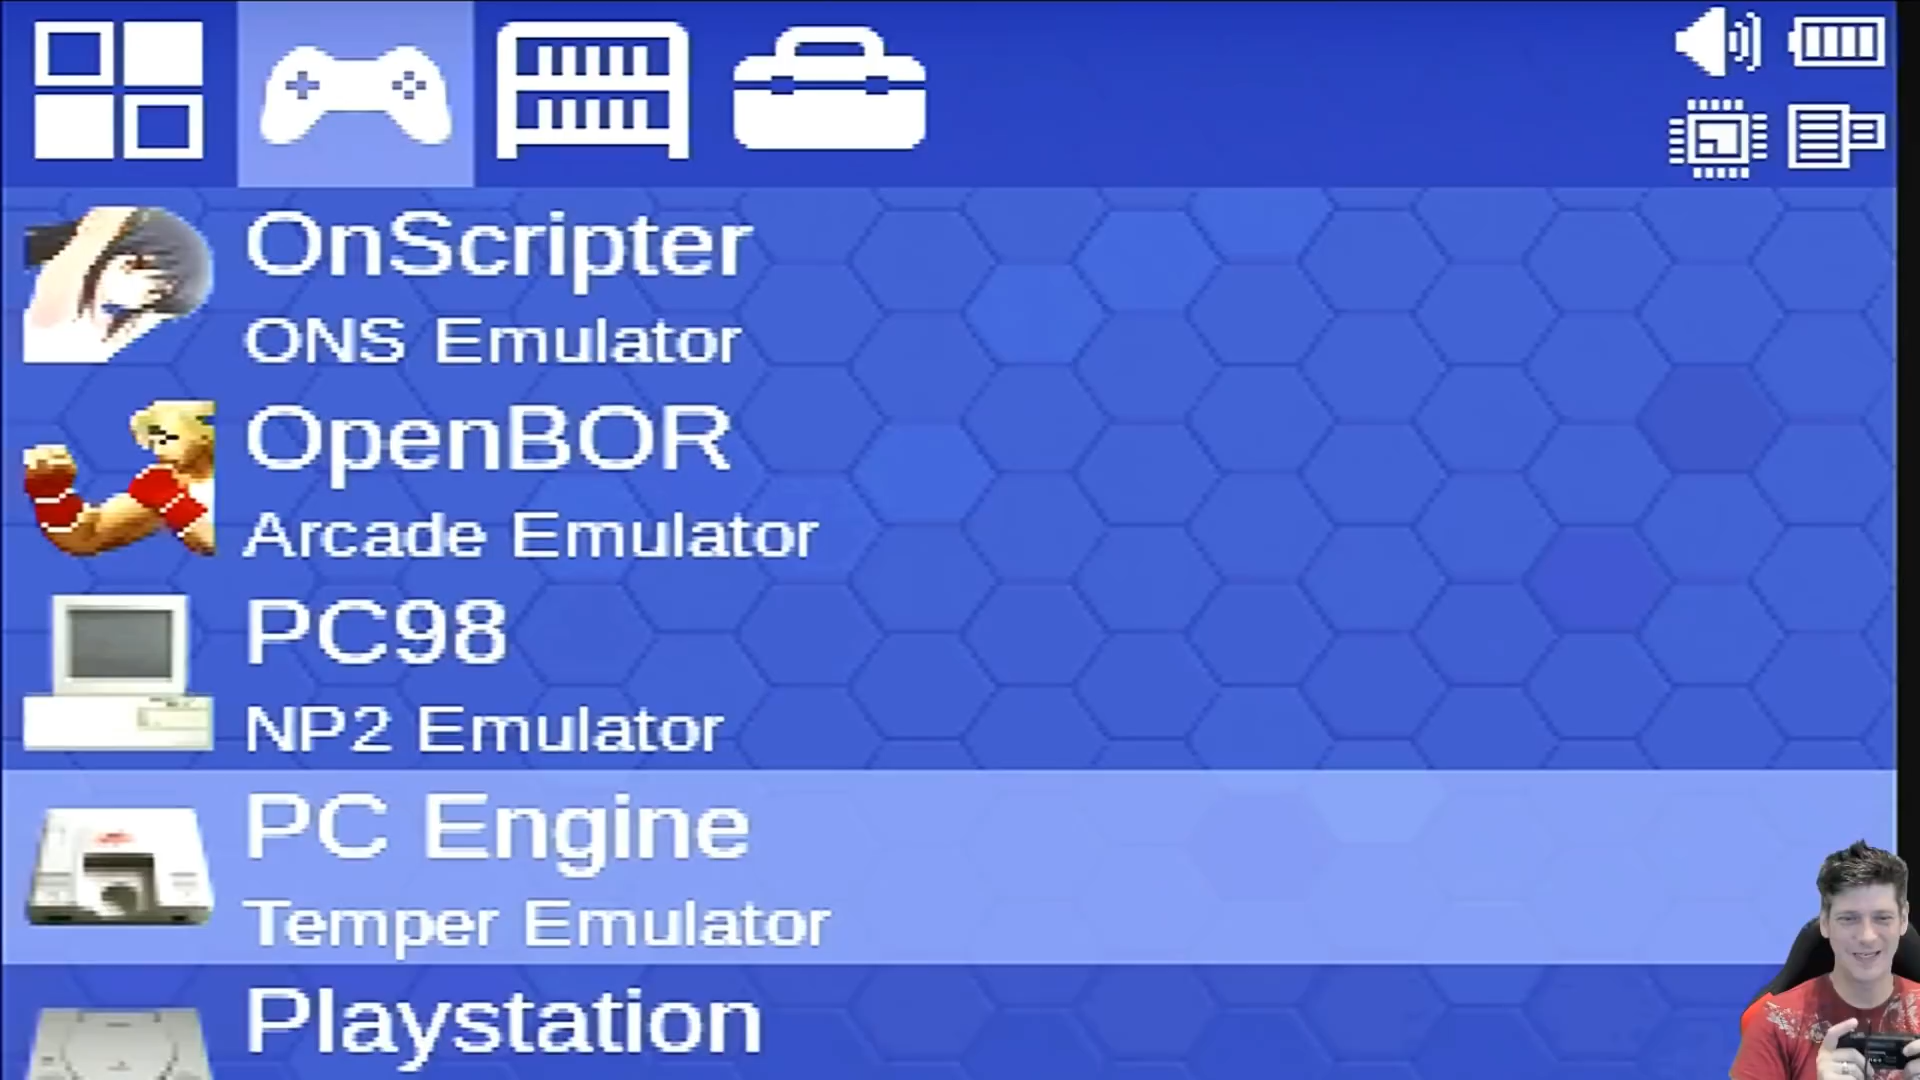 OnScripter
ONS Emulator
OpenBOR
Arcade Emulator
PC98
NP2 Emulator
PC Engine
Temper Emulator
Playstation